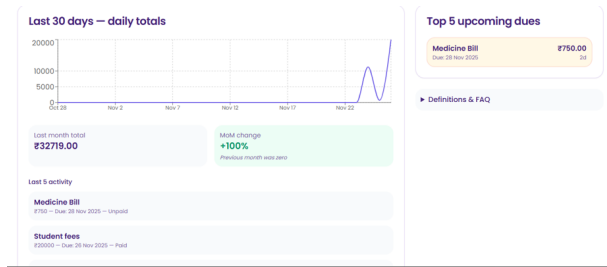 Last 30 days — daily totals
20000
10000
5000
0
Oct 28
Nov 2
Nov 7
Nov 12
Nov 17
Nov 22
Last month total
₹32719.00
MoM change
+100%
Previous month was zero
Last 5 activity
Medicine Bill
₹750 — Due: 28 Nov 2025 — Unpaid
Student fees
₹20000 — Due: 26 Nov 2025 — Paid
Top 5 upcoming dues
Medicine Bill
₹750.00
Due: 28 Nov 2025
2d
Definitions & FAQ